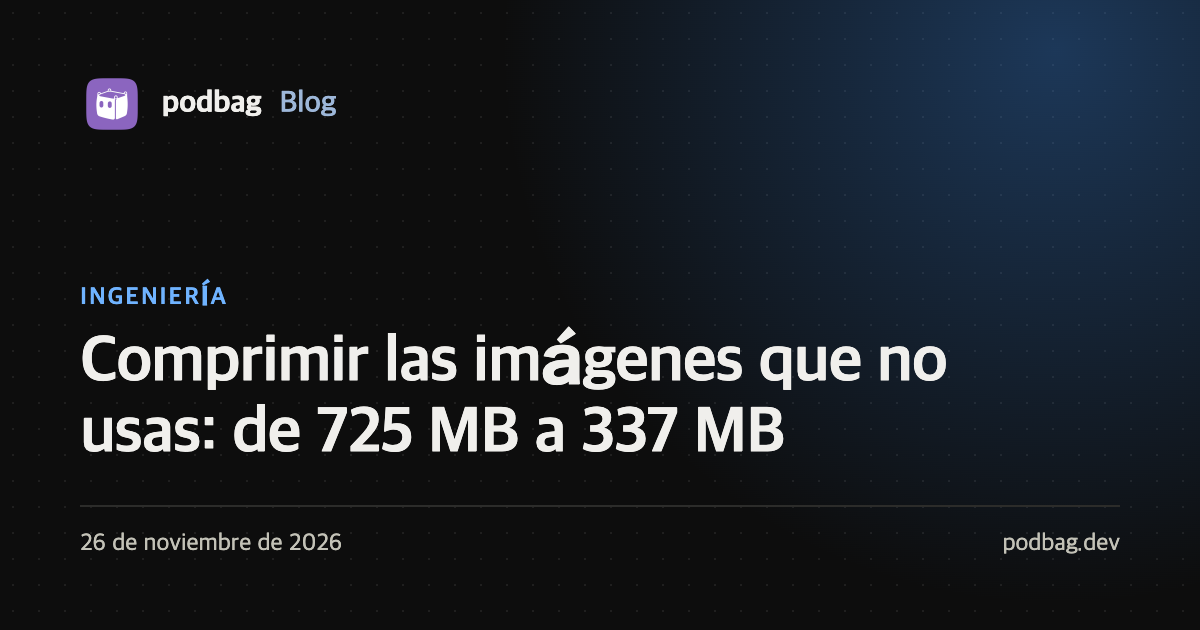 podbag Blog
INGENIERÍA
Comprimir las imágenes que no
usas: de 725 MB a 337 MB
26 de noviembre de 2026
podbag.dev